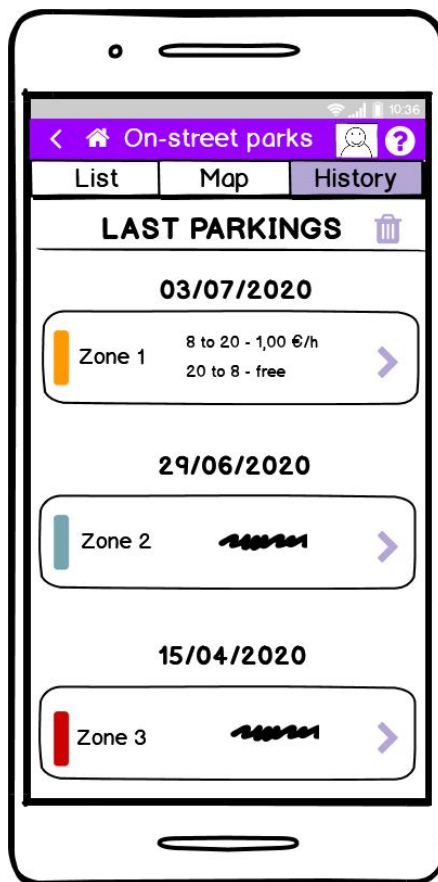 10:36
On-street parks ?
List Map History
LAST PARKINGS
03/07/2020
Zone 1
8 to 20 - 1,00 €/h
20 to 8 - free
29/06/2020
Zone 2
15/04/2020
Zone 3